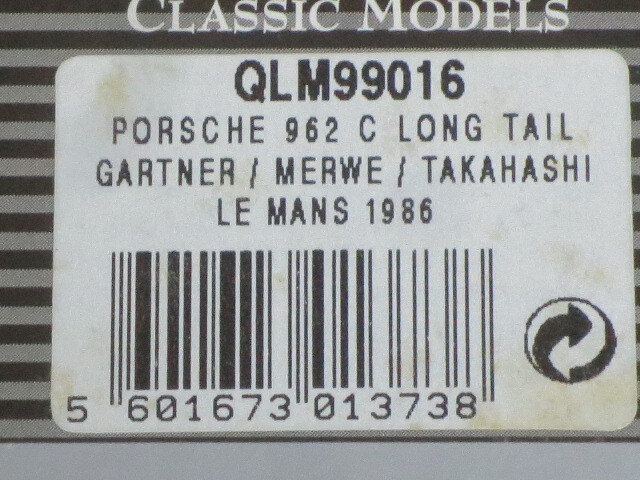 CLASSIC MODELS
QLM99016
PORSCHE 962 C LONG TAIL
GARTNER / MERWE / TAKAHASHI
LE MANS 1986
5 601673 013738